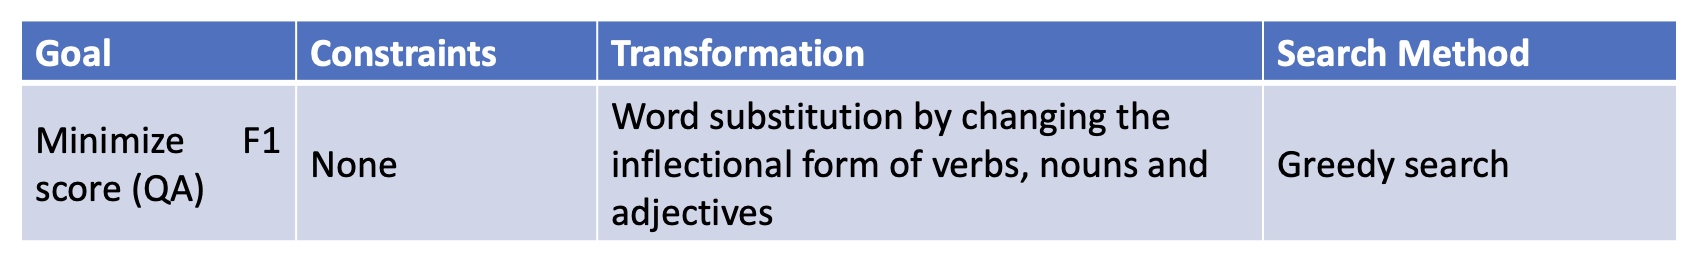 Goal Constraints Transformation Search Method
Minimize F1 score (QA)
None
Word substitution by changing the
inflectional form of verbs, nouns and
adjectives
Greedy search